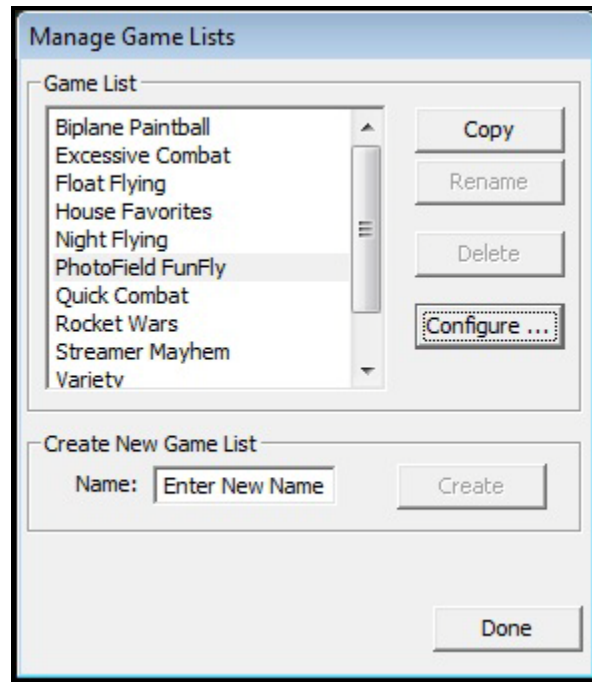 Manage Game Lists
Game List
Biplane Paintball
Excessive Combat
Float Flying
House Favorites
Night Flying
PhotoField FunFly
Quick Combat
Rocket Wars
Streamer Mayhem
Variety
Copy
Rename
Delete
Configure ...
Create New Game List
Name: Enter New Name Create
Done